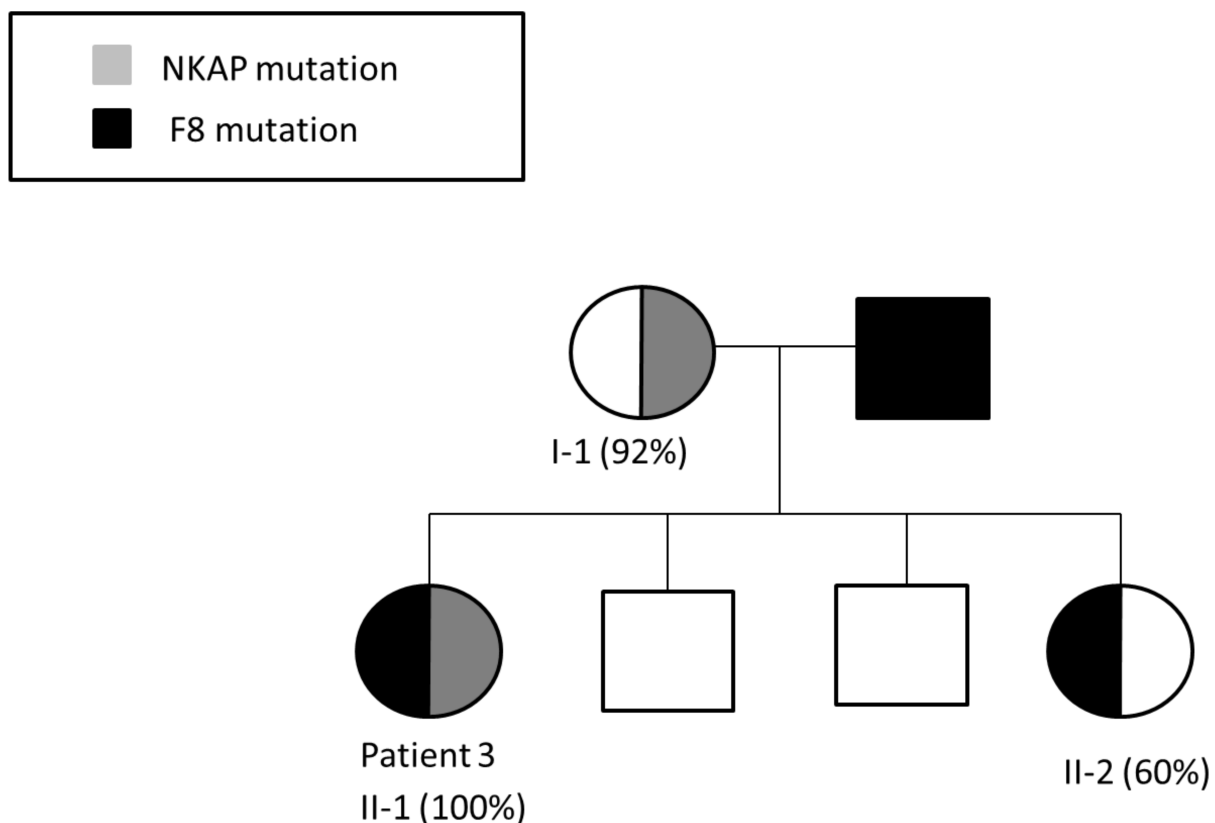 NKAP mutation
F8 mutation
I-1 (92%)
Patient 3
II-1 (100%)
II-2 (60%)